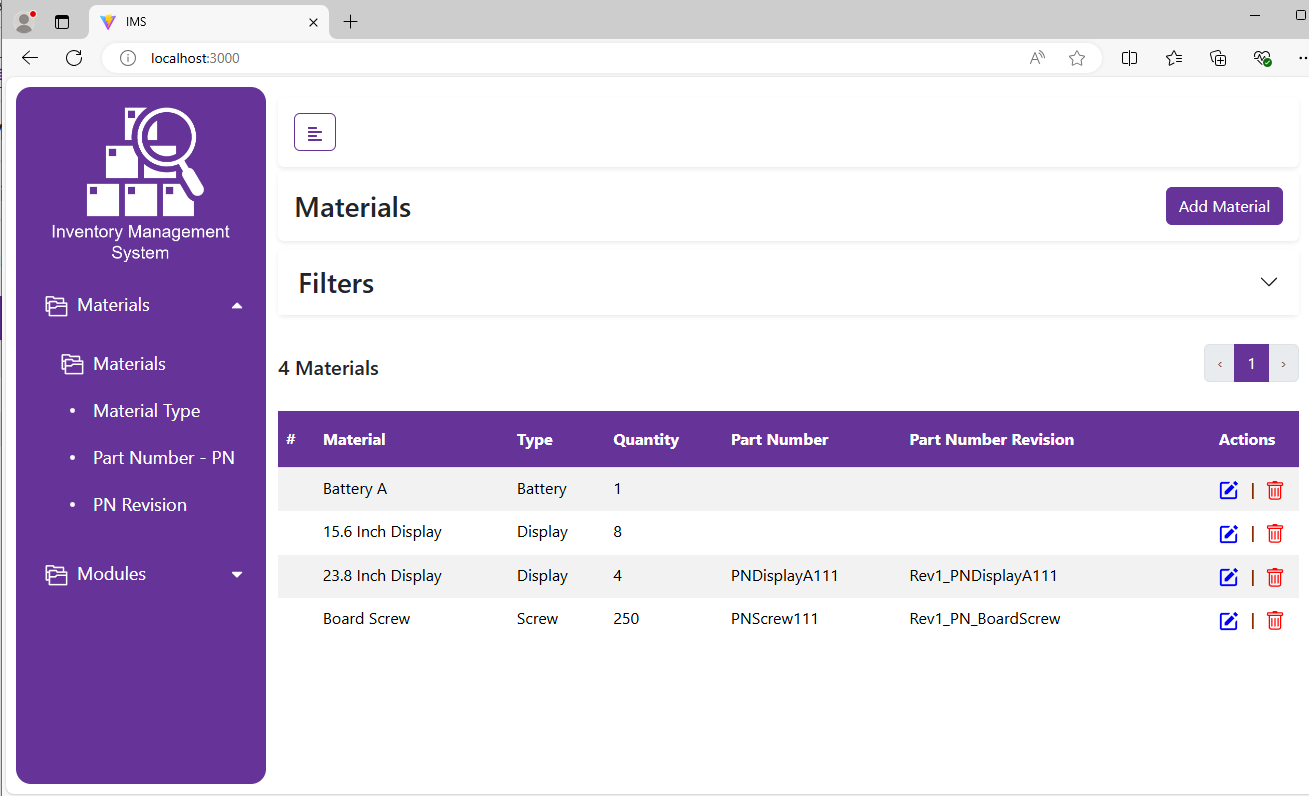 IMS
localhost:3000
Inventory Management
System
Materials
Materials
Material Type
Part Number - PN
PN Revision
Modules
Materials
Add Material
Filters
4 Materials
‹ 1 ›
# Material Type Quantity Part Number Part Number Revision Actions
Battery A Battery 1 |
15.6 Inch Display Display 8 |
23.8 Inch Display Display 4 PNDisplayA111 Rev1_PNDisplayA111 |
Board Screw Screw 250 PNScrew111 Rev1_PN_BoardScrew |